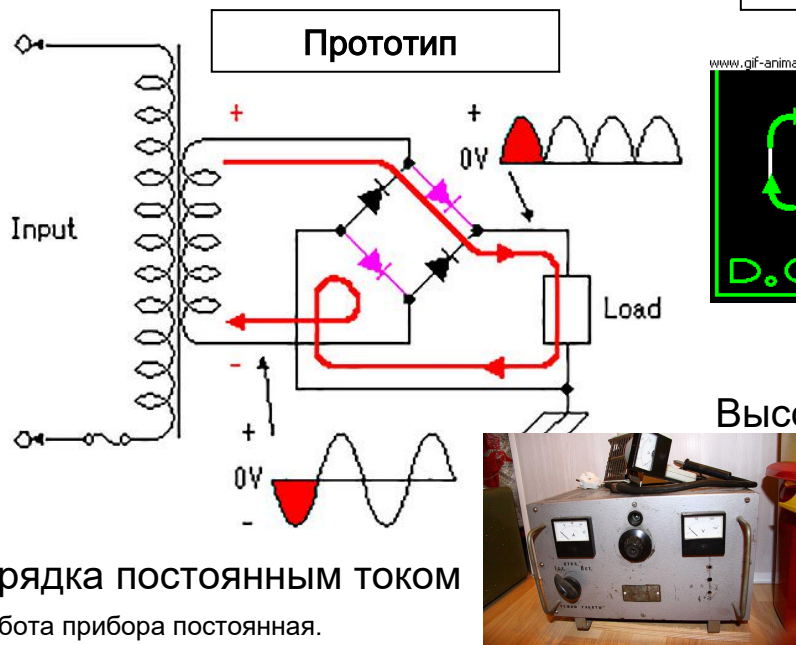 Прототип
www.gif-anima
+
+
0V
Input
D.C
Load
-
+
0V
-
Высо
рядка постоянным током
бота прибора постоянная.